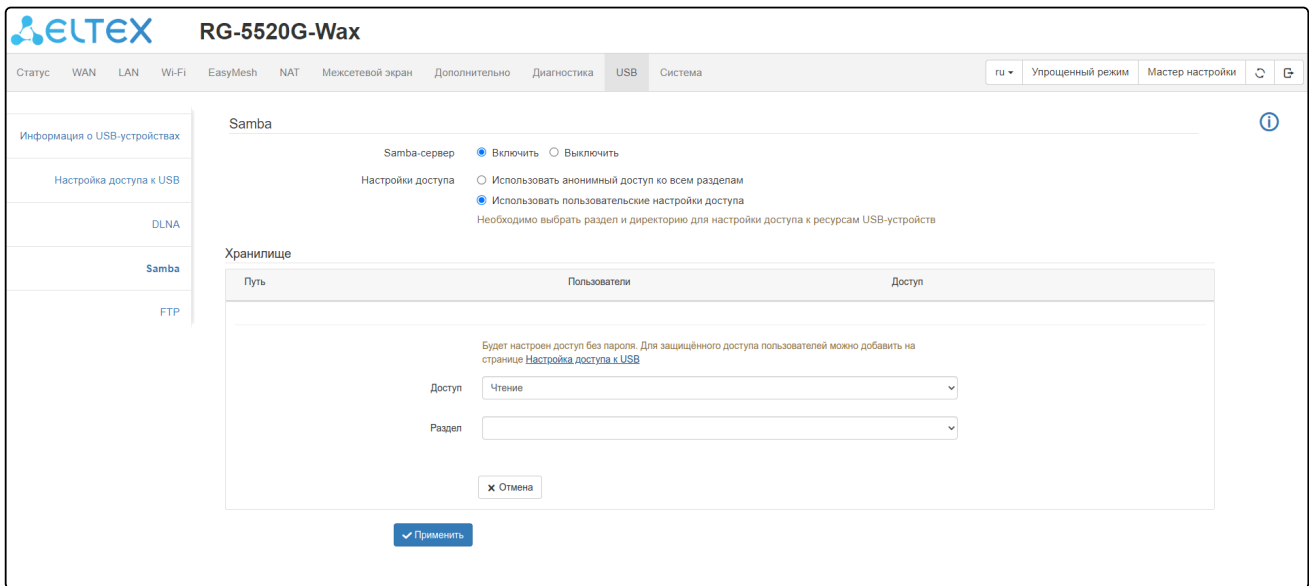 ELTEX RG-5520G-Wax
Статус WAN LAN Wi-Fi EasyMesh NAT Межсетевой экран Дополнительно Диагностика USB Система ru Упрощенный режим Мастер настройки
Информация о USB-устройствах
Настройка доступа к USB
DLNA
Samba
FTP
Samba
Samba-сервер Включить Выключить
Настройки доступа Использовать анонимный доступ ко всем разделам
Использовать пользовательские настройки доступа
Необходимо выбрать раздел и директорию для настройки доступа к ресурсам USB-устройств
Хранилище
Путь Пользователи Доступ
Будет настроен доступ без пароля. Для защищённого доступа пользователей можно добавить на
странице Настройка доступа к USB
Доступ Чтение
Раздел
Отмена
Применить